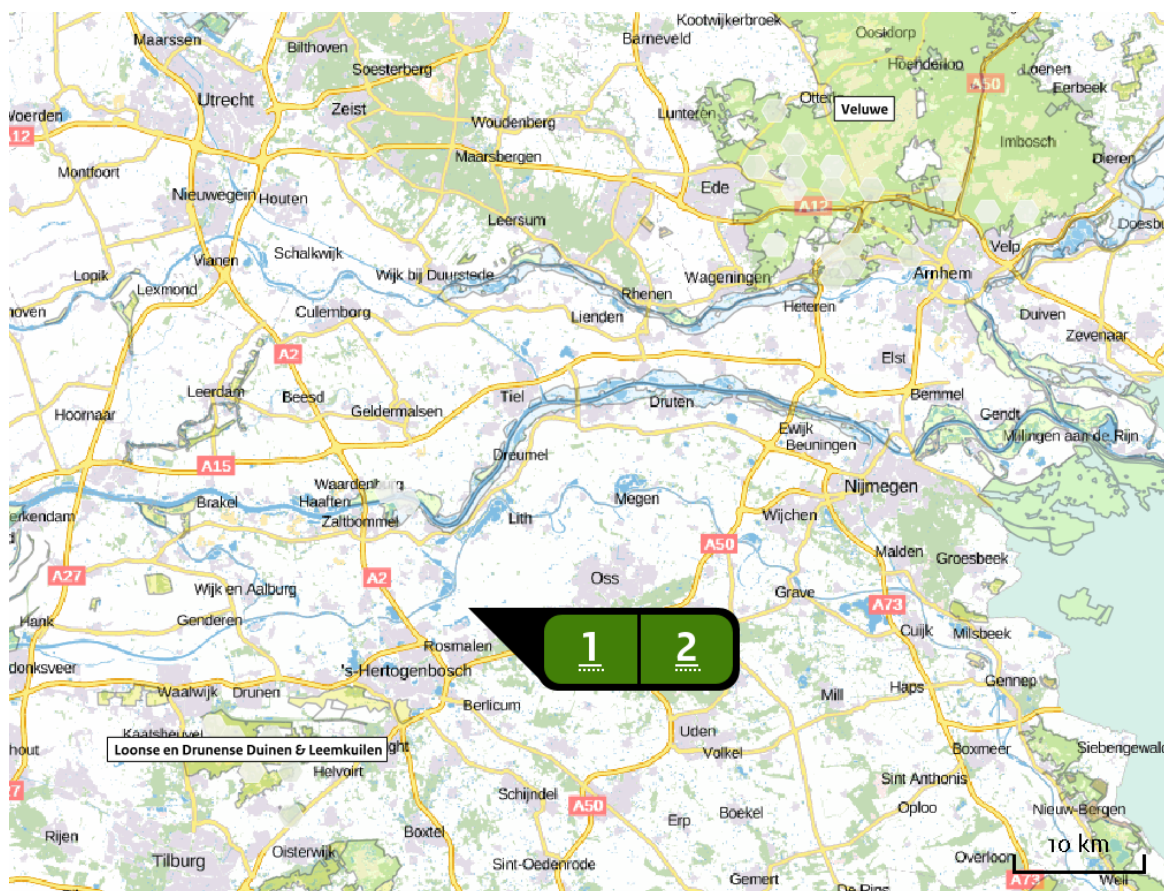 Kootwijkerbroek
Maarssen
Bilthoven
Barneveld
Hoenderloo
Loenen
Soesterberg
A50
Eerbeek
Utrecht
Zeist
Veluwe
Lunteren
Woudenberg
A12
Imbosch
Maarsbergen
Dieren
Montfoort
Ede
Nieuwegein
Houten
A12
Leersum
Velp
Schalkwijk
Vianen
Lopik
Wijk bij Duurstede
Wageningen
Arnhem
Lexmond
Rhenen
Heteren
Culemborg
Lienden
Duiven
Zevenaar
A2
Elst
Leerdam
Beesd
Tiel
Druten
Bemmel
Hoornaar
Geldermalsen
Gendt
Ewijk
Beuningen
Millingen aan de Rijn
Dreumel
A15
Waardenburg
Nijmegen
Brakel
Haaften
Megen
Zaltbommel
Lith
Wijchen
A50
Malden
Groesbeek
A27
A2
Oss
Wijk en Aalburg
Grave
A73
Hank
Genderen
Cuijk
Milsbeek
Rosmalen
1
2
's-Hertogenbosch
Gennep
Waalwijk
Drunen
Mill
Haps
Berlicum
Kaatsheuvel
Uden
Loonse en Drunense Duinen & Leemkuilen
Volkel
Boxmeer
Siebengewald
Helvoirt
Sint Anthonis
Schijndel
A50
Oploo
Nieuw-Bergen
Boekel
Erp
Rijen
Boxtel
10 km
Oisterwijk
Tilburg
Overloon
Sint-Oedenrode
Gemert
A73
Well